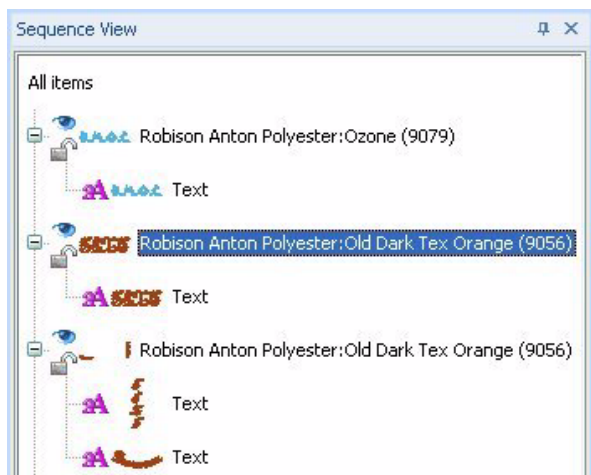 Sequence View
All items
Robison Anton Polyester:Ozone (9079)
Text
Robison Anton Polyester:Old Dark Tex Orange (9056)
Text
Robison Anton Polyester:Old Dark Tex Orange (9056)
Text
Text